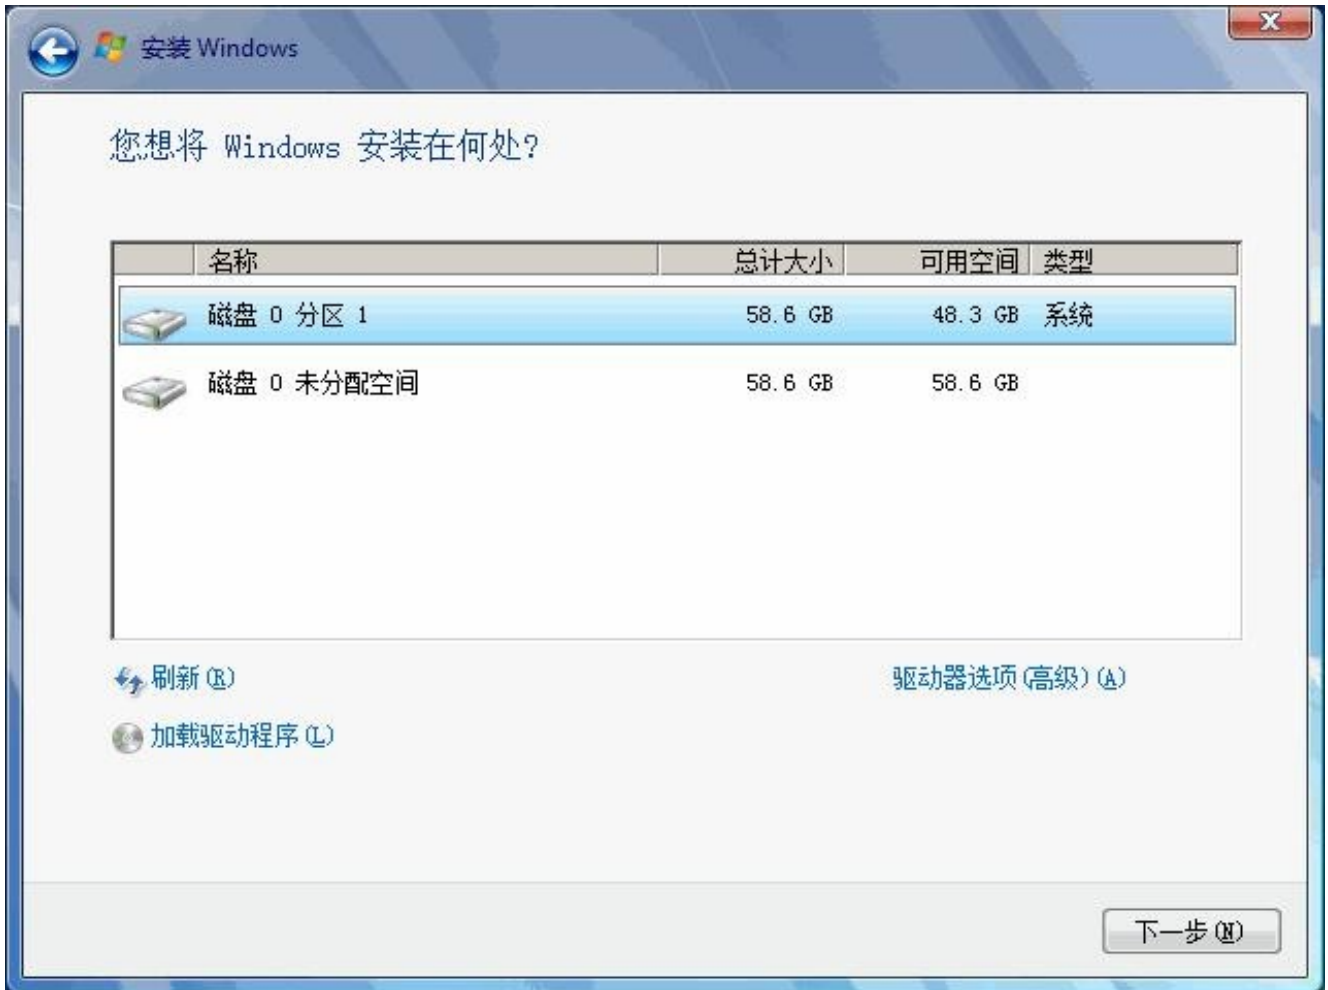 安装 Windows
您想将 Windows 安装在何处?
名称 总计大小 可用空间 类型
磁盘 0 分区 1 58.6 GB 48.3 GB 系统
磁盘 0 未分配空间 58.6 GB 58.6 GB
刷新(R) 驱动器选项(高级)(A)
加载驱动程序(L)
下一步(N)